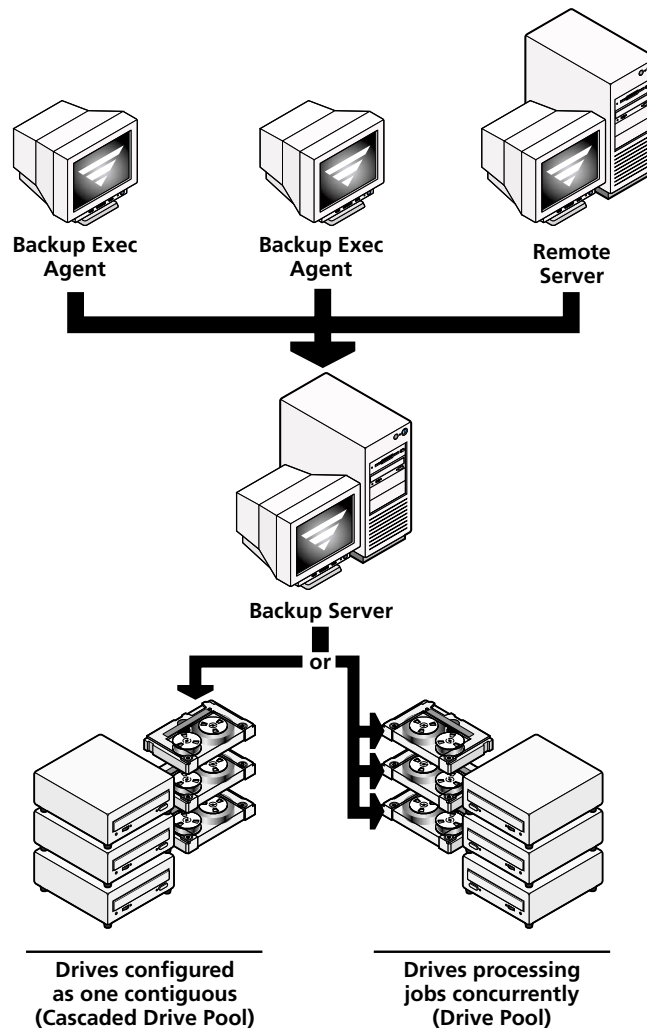 Backup Exec
Agent
Backup Exec
Agent
Remote
Server
Backup Server
or
Drives configured
as one contiguous
(Cascaded Drive Pool)
Drives processing
jobs concurrently
(Drive Pool)